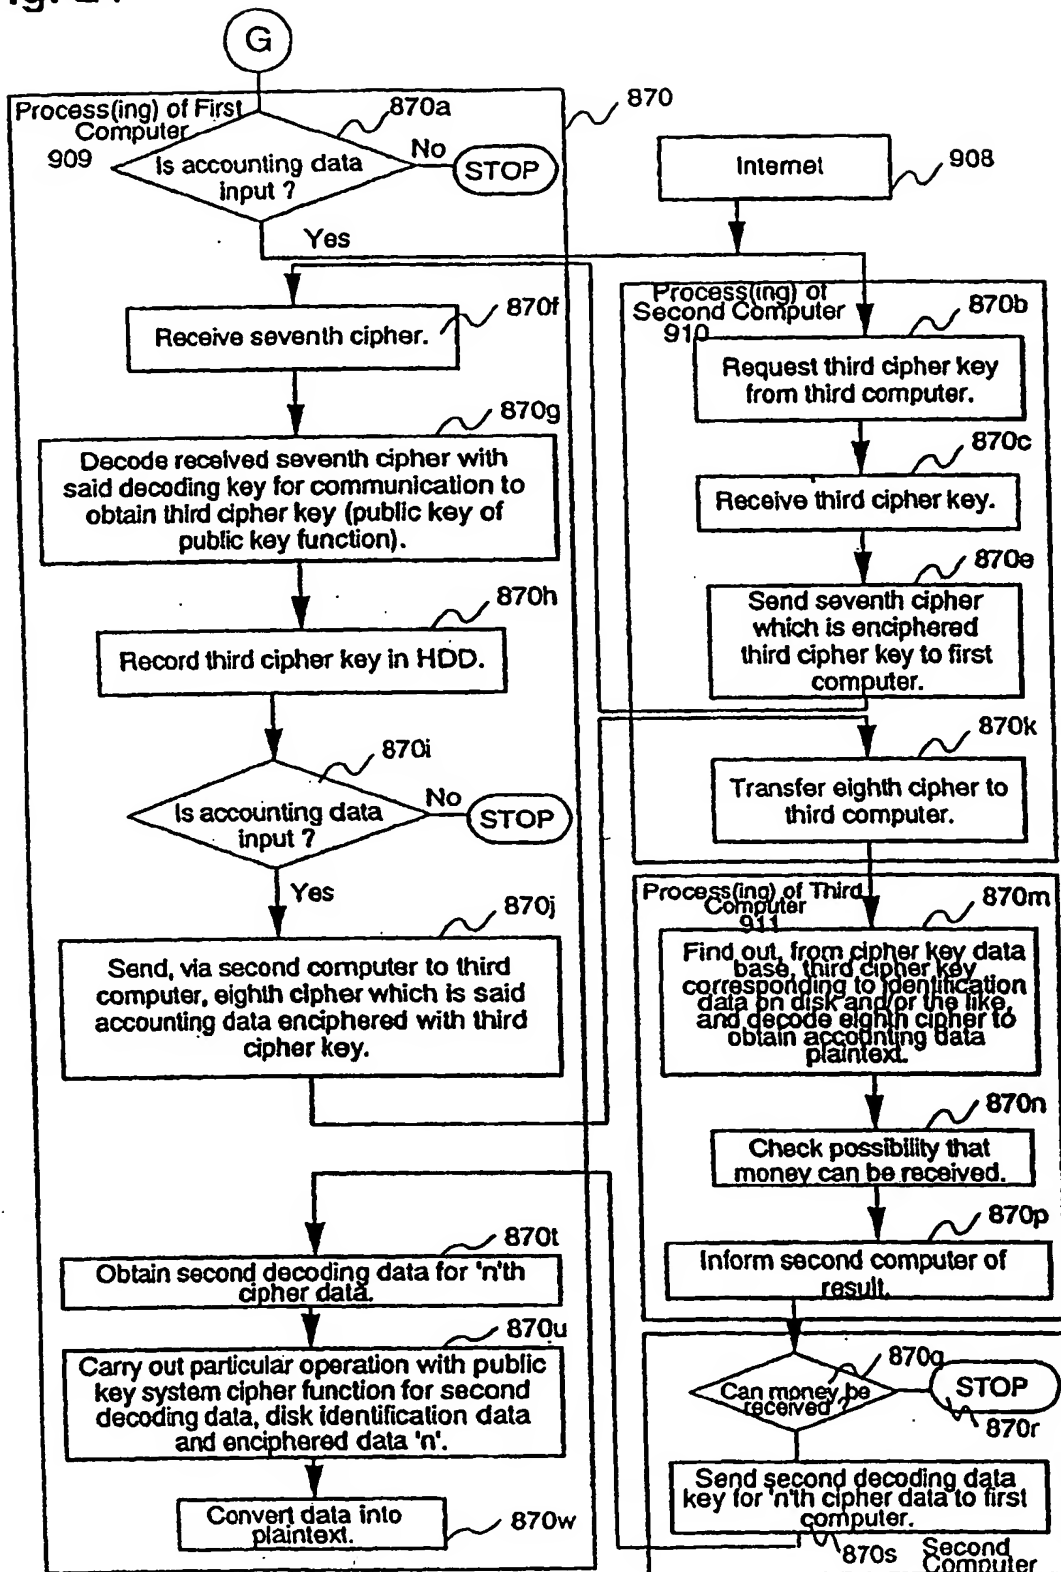 G
Process(ing) of First
Computer
909
870a
870
Is accounting data
input ?
No
STOP
Yes
Internet
908
Process(ing) of
Second Computer
910
870b
Request third cipher key
from third computer.
870c
Receive third cipher key.
870e
Send seventh cipher
which is enciphered
third cipher key to first
computer.
870f
Receive seventh cipher.
870g
Decode received seventh cipher with
said decoding key for communication to
obtain third cipher key (public key of
public key function).
870h
Record third cipher key in HDD.
870i
Is accounting data
input ?
No
STOP
Yes
870j
Send, via second computer to third
computer, eighth cipher which is said
accounting data enciphered with third
cipher key.
870k
Transfer eighth cipher to
third computer.
Process(ing) of Third
Computer
911
870m
Find out, from cipher key data
base, third cipher key
corresponding to identification
data on disk and/or the like,
and decode eighth cipher to
obtain accounting data
plaintext.
870n
Check possibility that
money can be received.
870p
Inform second computer of
result.
870q
Can money be
received ?
STOP
870r
Send second decoding data
key for 'n'th cipher data to first
computer.
870s
Second
Computer
870t
Obtain second decoding data for 'n'th
cipher data.
870u
Carry out particular operation with public
key system cipher function for second
decoding data, disk identification data
and enciphered data 'n'.
Convert data into
plaintext.
870w